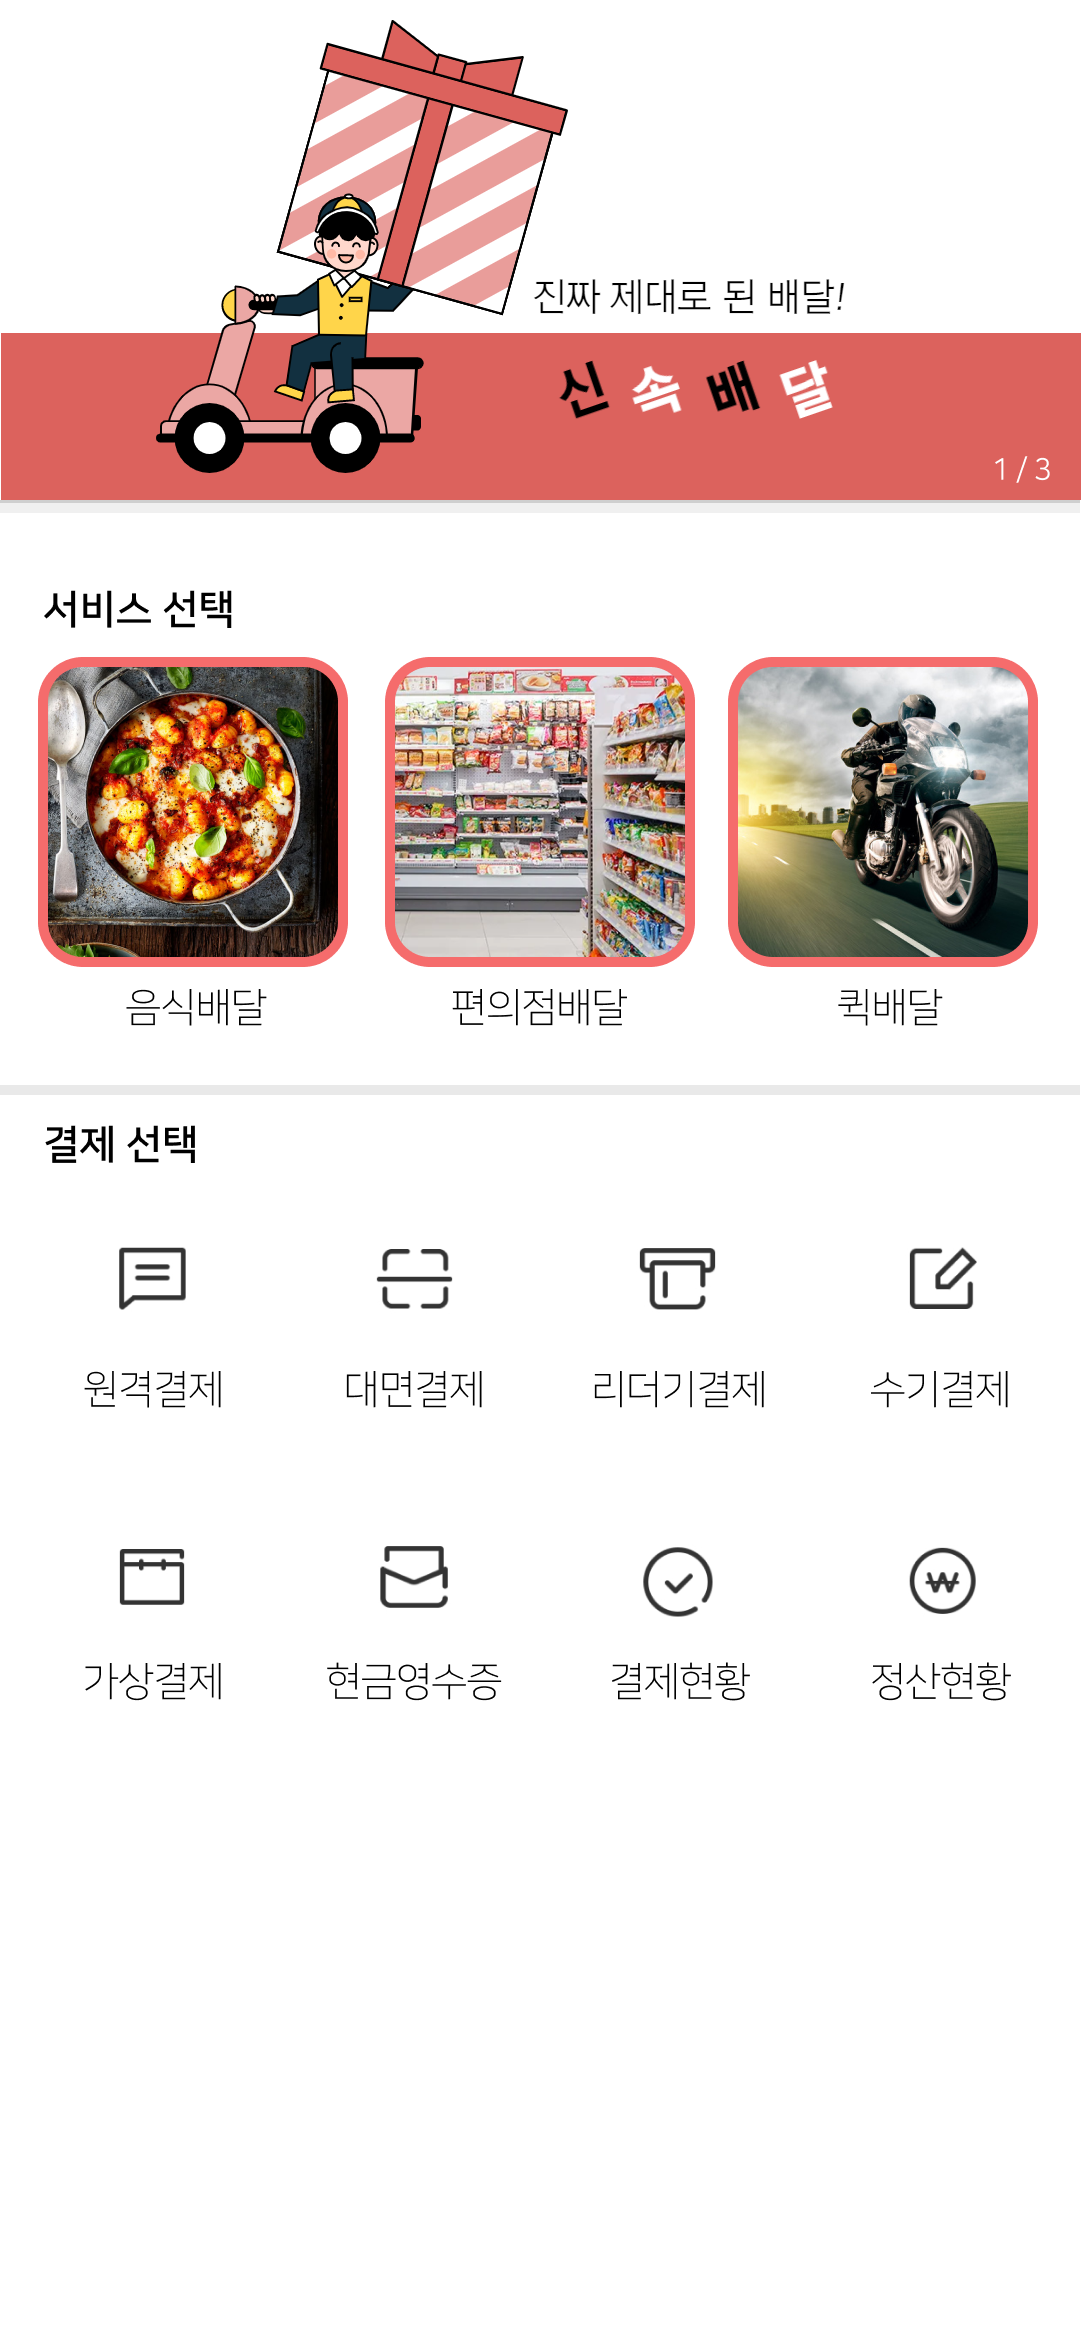 진짜 제대로 된 배달!
신속배달
1 / 3
서비스 선택
음식배달 편의점배달 퀵배달
결제 선택
원격결제 대면결제 리더기결제 수기결제
가상결제 현금영수증 결제현황 정산현황